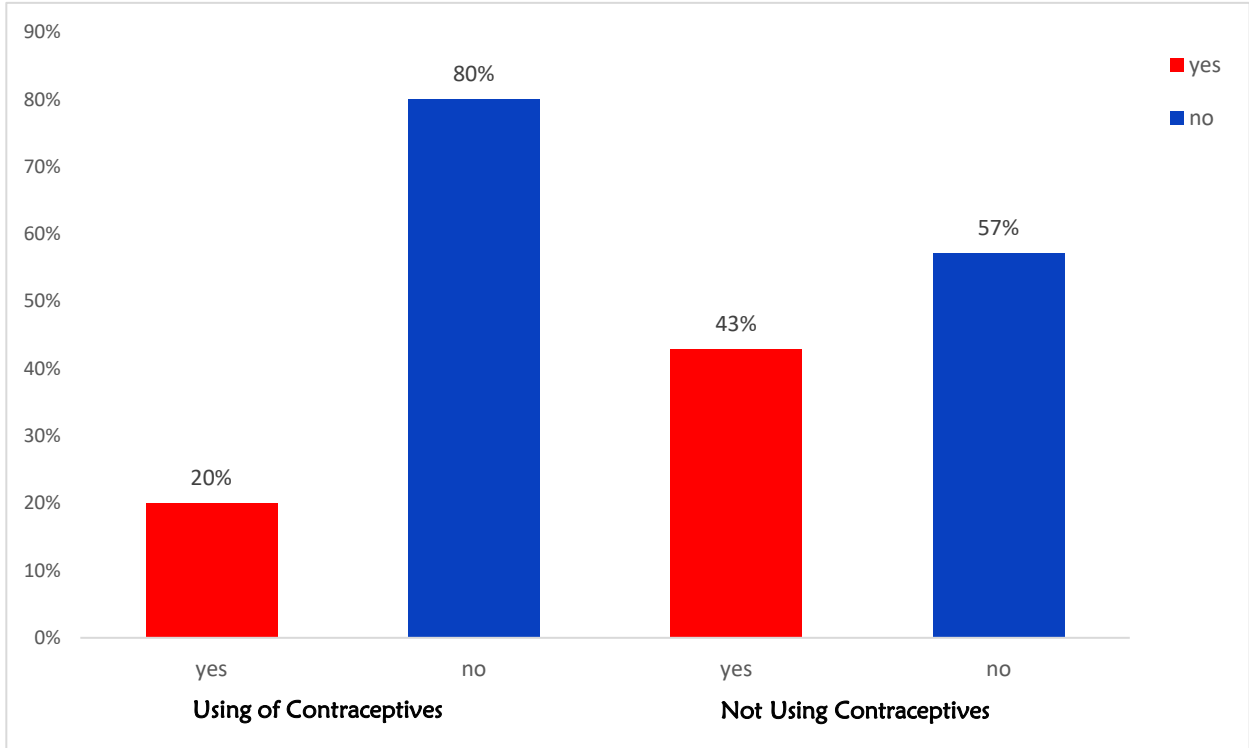 90%
80%
70%
60%
50%
40%
30%
20%
10%
0%
20%
80%
43%
57%
yes
no
yes
no
Using of Contraceptives
Not Using Contraceptives
yes
no